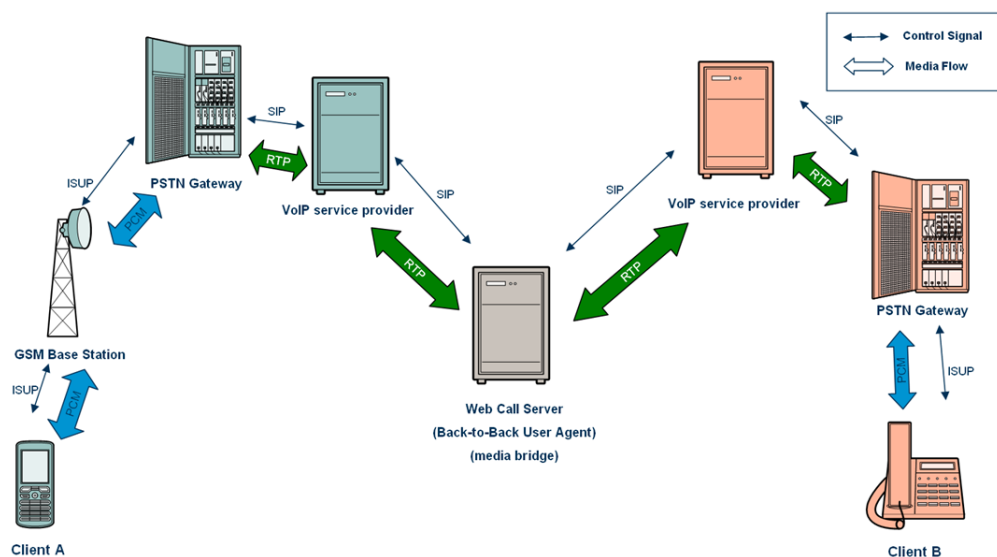 Control Signal
Media Flow
SIP
RTP
PSTN Gateway
ISUP
PCM
VoIP service provider
SIP
RTP
GSM Base Station
ISUP
PCM
Client A
Web Call Server
(Back-to-Back User Agent)
(media bridge)
SIP
RTP
VoIP service provider
SIP
RTP
PSTN Gateway
PCM
ISUP
Client B